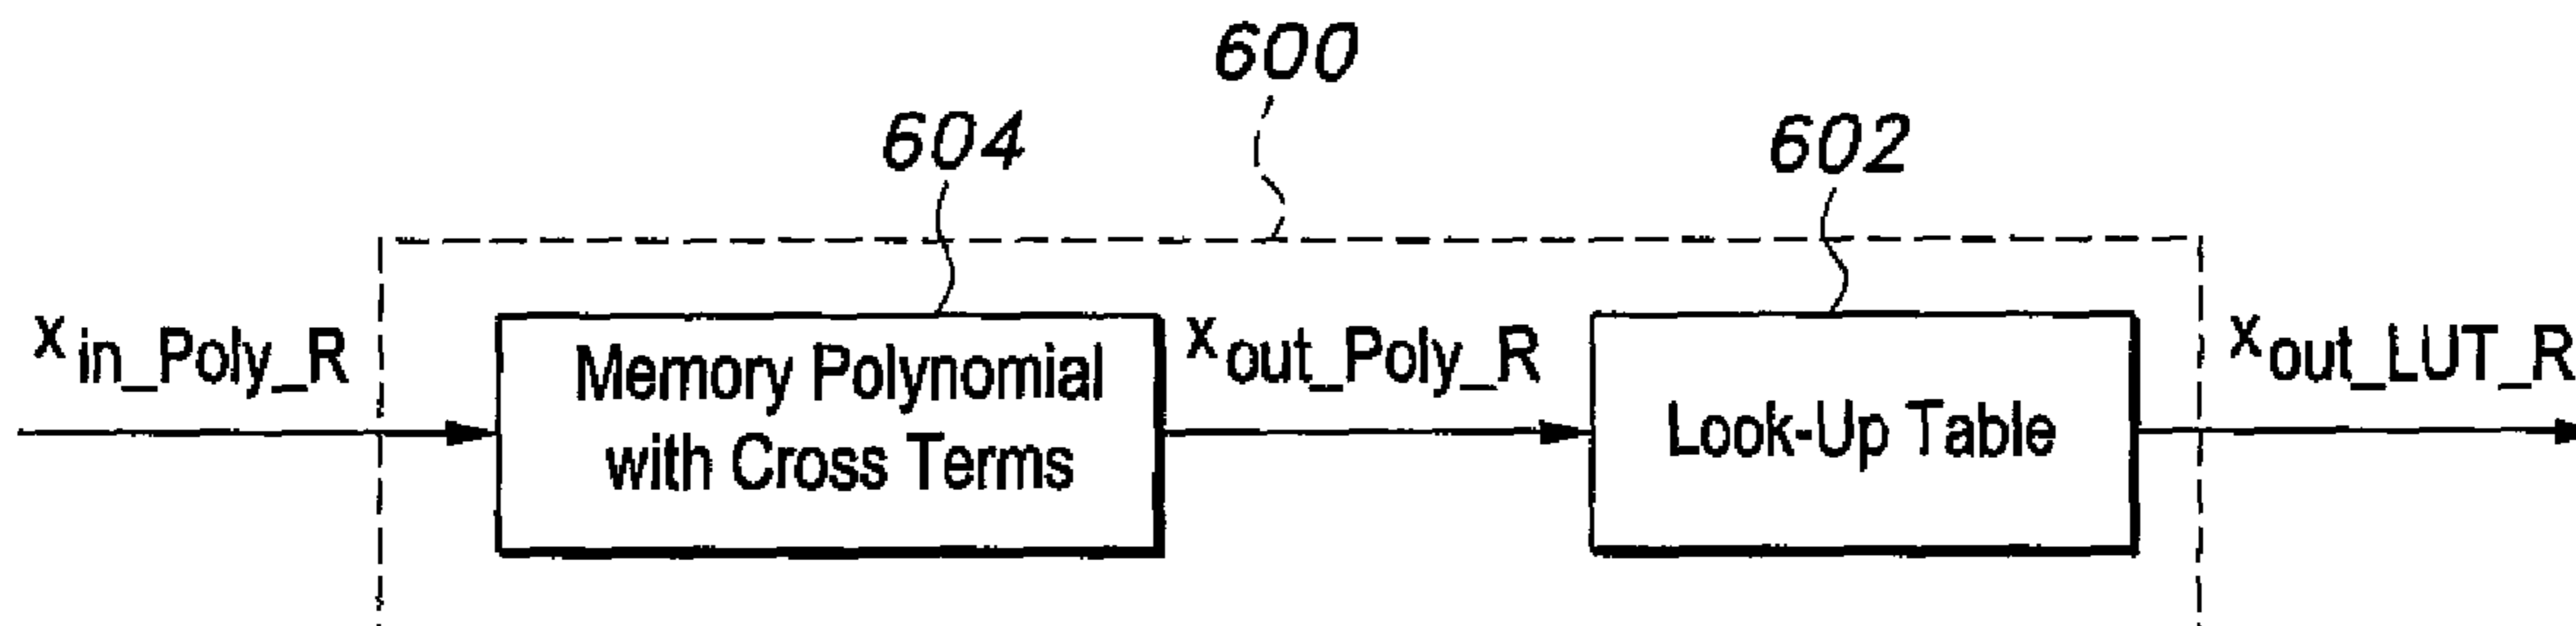 600
604
602
x in_Poly_R
Memory Polynomial
with Cross Terms
x out_Poly_R
Look-Up Table
x out_LUT_R